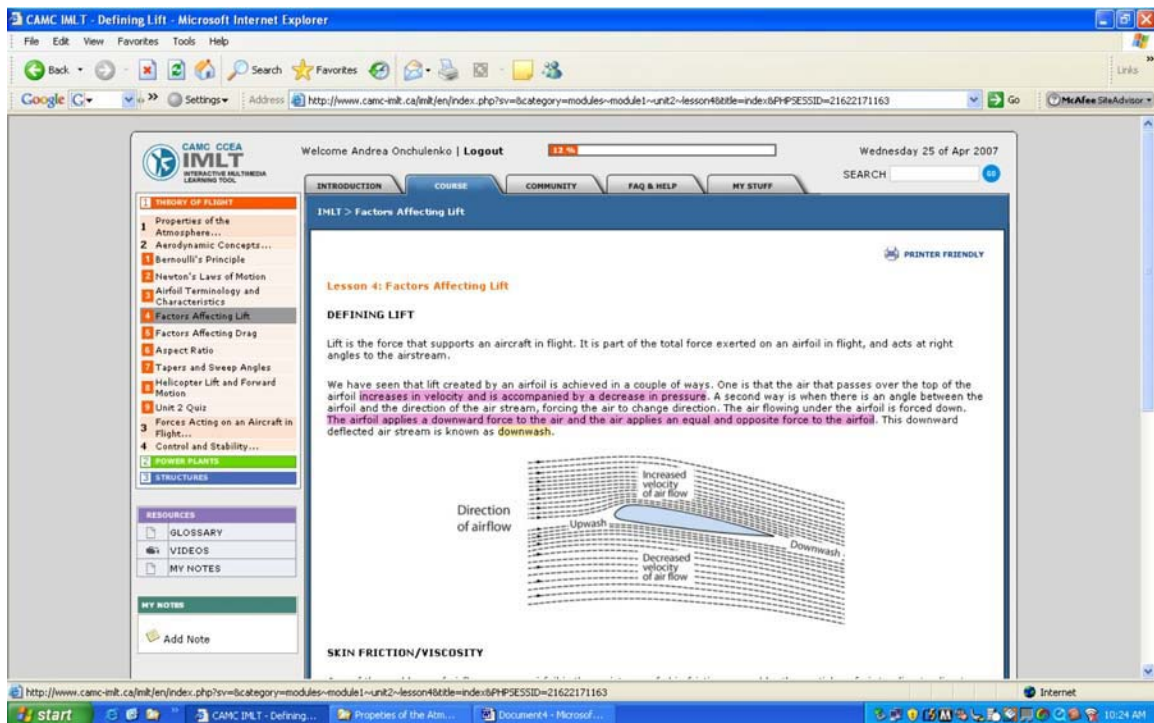 CAMC IMLT - Defining Lift - Microsoft Internet Explorer
File Edit View Favorites Tools Help
Back Search Favorites Links
Google G Settings Address http://www.camc-imlt.ca/imlt/en/index.php?sv=&category=modules~module1~unit2~lesson4&title=index&PHPSESSID=21622171163 Go McAfee SiteAdvisor
CAMC CCEA
IMLT
INTERACTIVE MULTIMEDIA
LEARNING TOOL
Welcome Andrea Onchulenko | Logout 12 % Wednesday 25 of Apr 2007
SEARCH GO
INTRODUCTION COURSE COMMUNITY FAQ & HELP MY STUFF
IMLT > Factors Affecting Lift
1 THEORY OF FLIGHT
1 Properties of the
Atmosphere...
2 Aerodynamic Concepts...
1 Bernoulli's Principle
2 Newton's Laws of Motion
3 Airfoil Terminology and
Characteristics
4 Factors Affecting Lift
5 Factors Affecting Drag
6 Aspect Ratio
7 Tapers and Sweep Angles
8 Helicopter Lift and Forward
Motion
9 Unit 2 Quiz
3 Forces Acting on an Aircraft in
Flight...
4 Control and Stability...
2 POWER PLANTS
3 STRUCTURES
RESOURCES
GLOSSARY
VIDEOS
MY NOTES
MY NOTES
Add Note
PRINTER FRIENDLY
Lesson 4: Factors Affecting Lift
DEFINING LIFT
Lift is the force that supports an aircraft in flight. It is part of the total force exerted on an airfoil in flight, and acts at right
angles to the airstream.
We have seen that lift created by an airfoil is achieved in a couple of ways. One is that the air that passes over the top of the
airfoil increases in velocity and is accompanied by a decrease in pressure. A second way is when there is an angle between the
airfoil and the direction of the air stream, forcing the air to change direction. The air flowing under the airfoil is forced down.
The airfoil applies a downward force to the air and the air applies an equal and opposite force to the airfoil. This downward
deflected air stream is known as downwash.
Increased
velocity
of air flow
Direction
of airflow
Upwash
Downwash
Decreased
velocity
of air flow
SKIN FRICTION/VISCOSITY
http://www.camc-imlt.ca/imlt/en/index.php?sv=&category=modules~module1~unit2~lesson4&title=index&PHPSESSID=21622171163 Internet
start CAMC IMLT - Defining... Propeties of the Atm... Document4 - Microsof... 10:24 AM